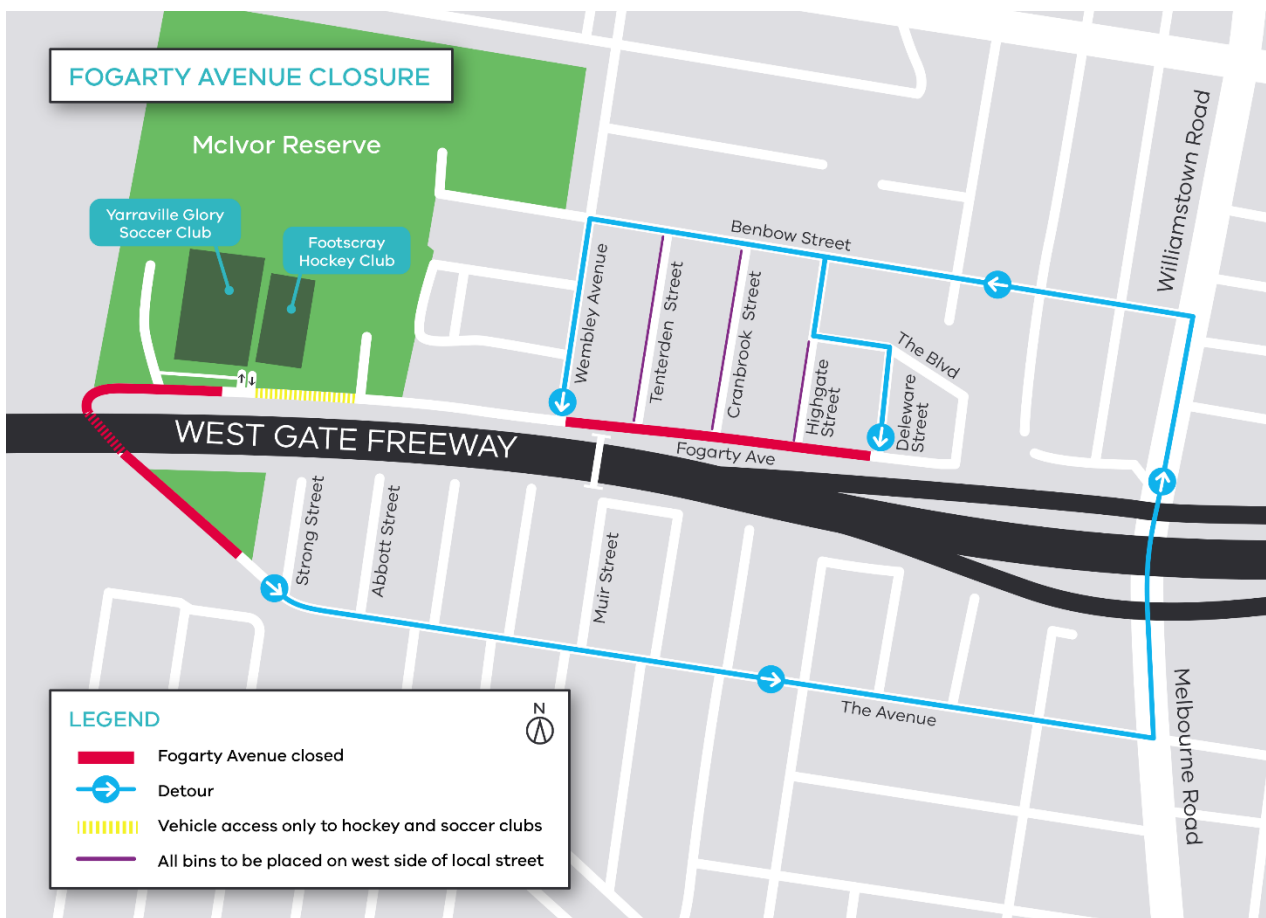 FOGARTY AVENUE CLOSURE
McIvor Reserve
Yarraville Glory
Soccer Club
Footscray
Hockey Club
Williamstown Road
Benbow Street
Wembley Avenue
Tenterden Street
Cranbrook Street
Highgate
Street
The Blvd
Deleware
Street
Fogarty Ave
WEST GATE FREEWAY
Strong Street
Abbott Street
Muir Street
The Avenue
Melbourne Road
LEGEND
N
Fogarty Avenue closed
Detour
Vehicle access only to hockey and soccer clubs
All bins to be placed on west side of local street